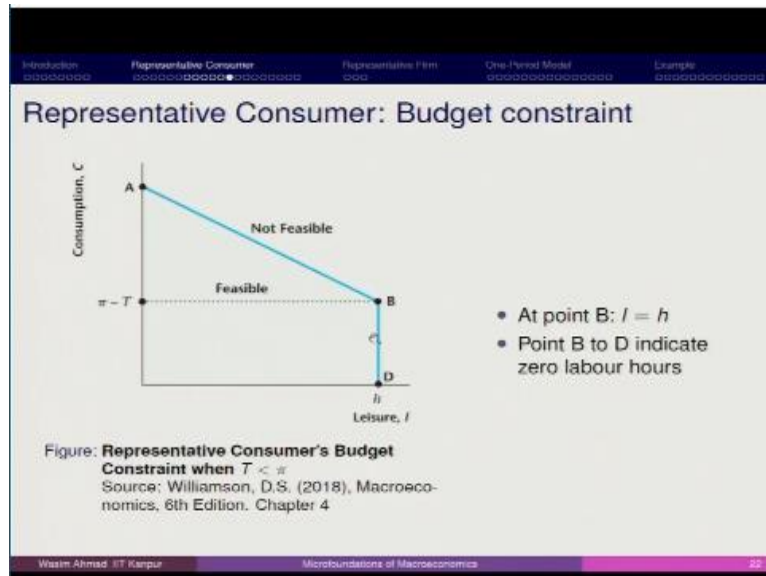 Introduction
Representative Consumer
Representative Firm
One-Period Model
Example
Representative Consumer: Budget constraint
Consumption, C
A
Not Feasible
Feasible
π − T
B
D
h
Leisure, l
• At point B: l = h
• Point B to D indicate
zero labour hours
Figure: Representative Consumer's Budget
Constraint when T < π
Source: Williamson, D.S. (2018), Macroeco-
nomics, 6th Edition. Chapter 4
Wasim Ahmad IIT Kanpur
Microfoundations of Macroeconomics
22